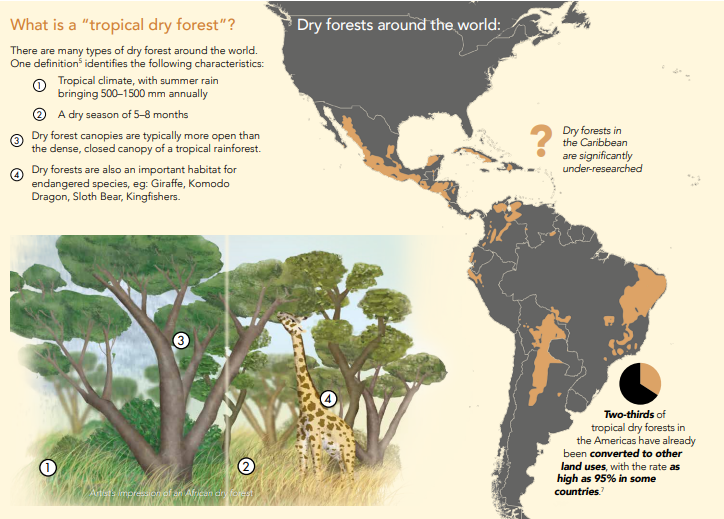 What is a "tropical dry forest"?
There are many types of dry forest around the world.
One definition⁵ identifies the following characteristics:
1 Tropical climate, with summer rain
bringing 500–1500 mm annually
2 A dry season of 5–8 months
3 Dry forest canopies are typically more open than
the dense, closed canopy of a tropical rainforest.
4 Dry forests are also an important habitat for
endangered species, eg: Giraffe, Komodo
Dragon, Sloth Bear, Kingfishers.
Dry forests around the world:
?
Dry forests in
the Caribbean
are significantly
under-researched
3
4
1
2
Artists impression of an African dry forest
Two-thirds of
tropical dry forests in
the Americas have already
been converted to other
land uses, with the rate as
high as 95% in some
countries.⁷